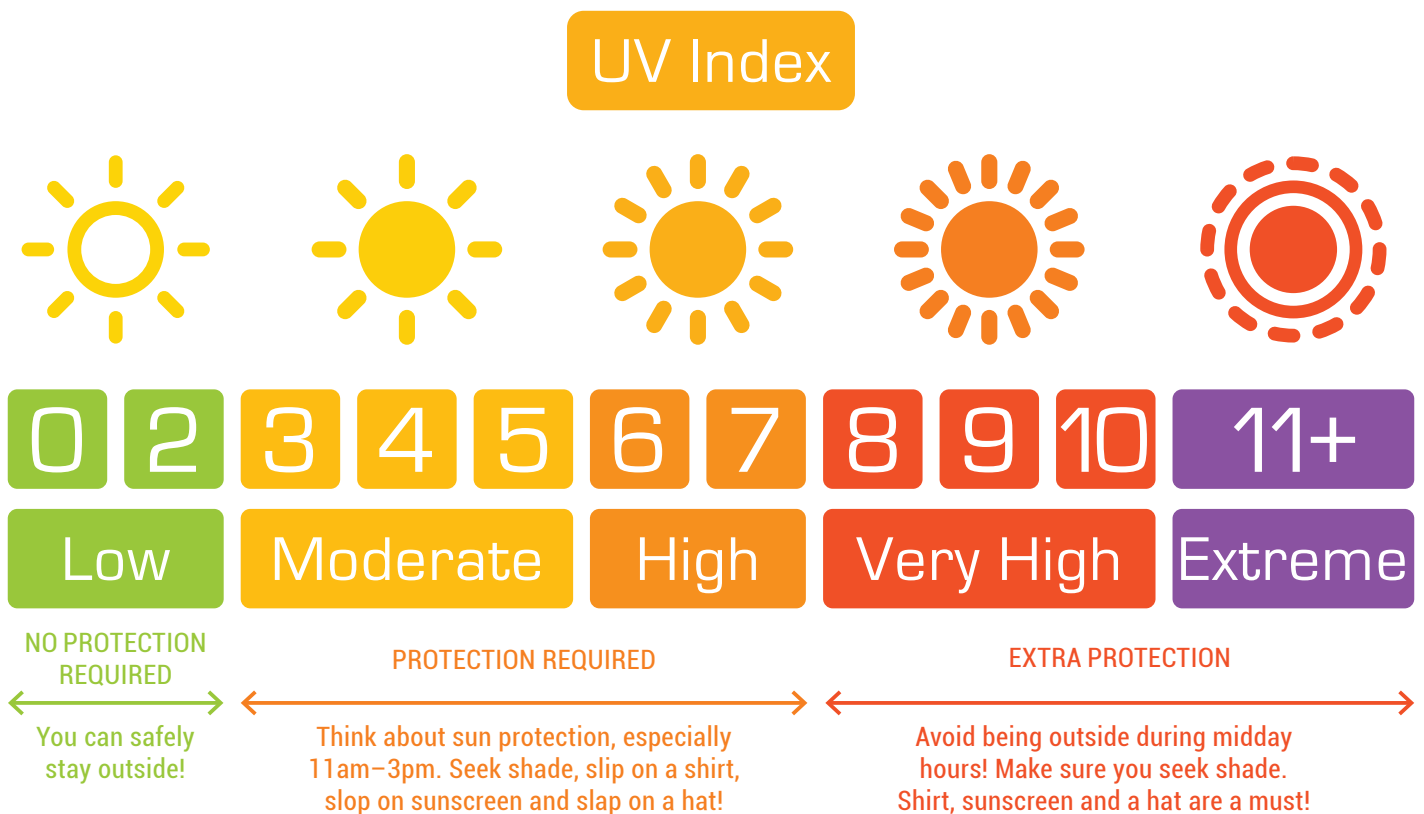 UV Index
0 2 3 4 5 6 7 8 9 10 11+
Low Moderate High Very High Extreme
NO PROTECTION
REQUIRED
You can safely
stay outside!
PROTECTION REQUIRED
Think about sun protection, especially
11am–3pm. Seek shade, slip on a shirt,
slop on sunscreen and slap on a hat!
EXTRA PROTECTION
Avoid being outside during midday
hours! Make sure you seek shade.
Shirt, sunscreen and a hat are a must!